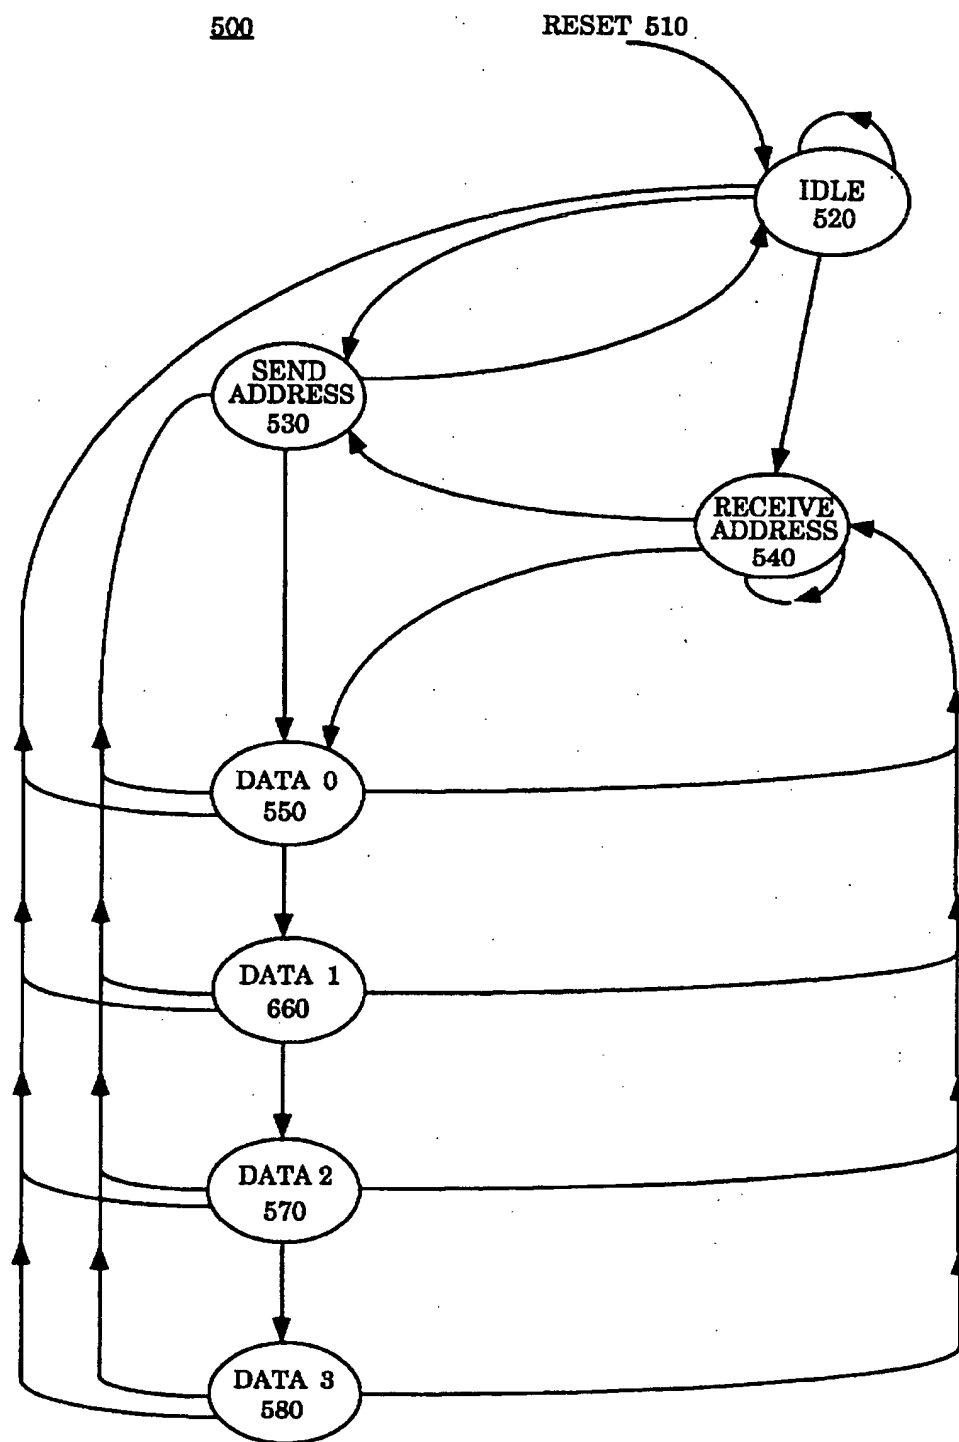 500
RESET 510
IDLE
520
SEND
ADDRESS
530
RECEIVE
ADDRESS
540
DATA 0
550
DATA 1
660
DATA 2
570
DATA 3
580